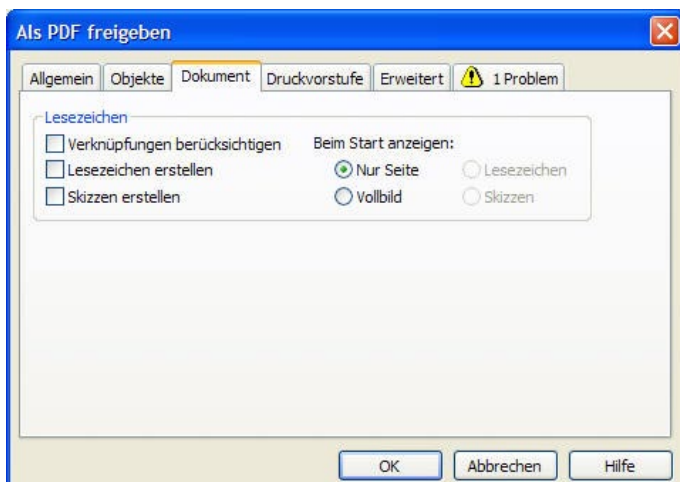 Als PDF freigeben
Allgemein Objekte Dokument Druckvorstufe Erweitert 1 Problem
Lesezeichen
Verknüpfungen berücksichtigen Beim Start anzeigen:
Lesezeichen erstellen Nur Seite Lesezeichen
Skizzen erstellen Vollbild Skizzen
OK Abbrechen Hilfe